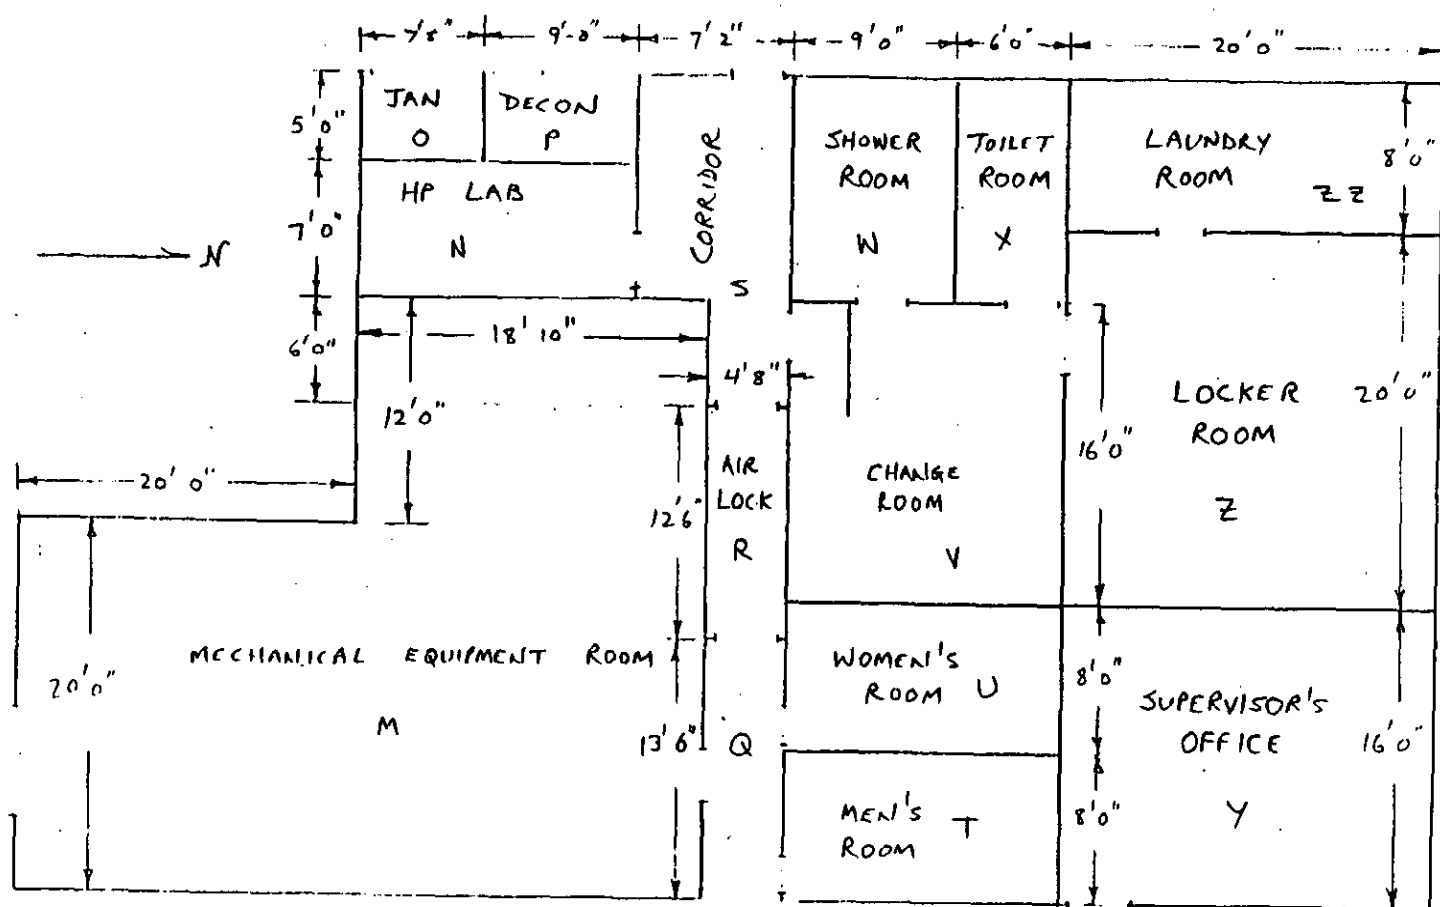 7'8" 9'-0" 7'2" 9'0" 6'0" 20'0"
JAN
O
DECON
P
5'0"
CORRIDOR
SHOWER
ROOM
W
TOILET
ROOM
X
LAUNDRY
ROOM
ZZ
8'0"
HP LAB
N
7'0"
N
S
18'10"
6'0"
4'8"
12'0"
LOCKER
ROOM
Z
20'0"
16'0"
20'0"
AIR
LOCK
R
12'6"
CHANGE
ROOM
V
MECHANICAL EQUIPMENT ROOM
M
20'0"
WOMEN'S
ROOM U
8'0"
SUPERVISOR'S
OFFICE
Y
16'0"
13'6"
Q
MEN'S
ROOM T
8'0"